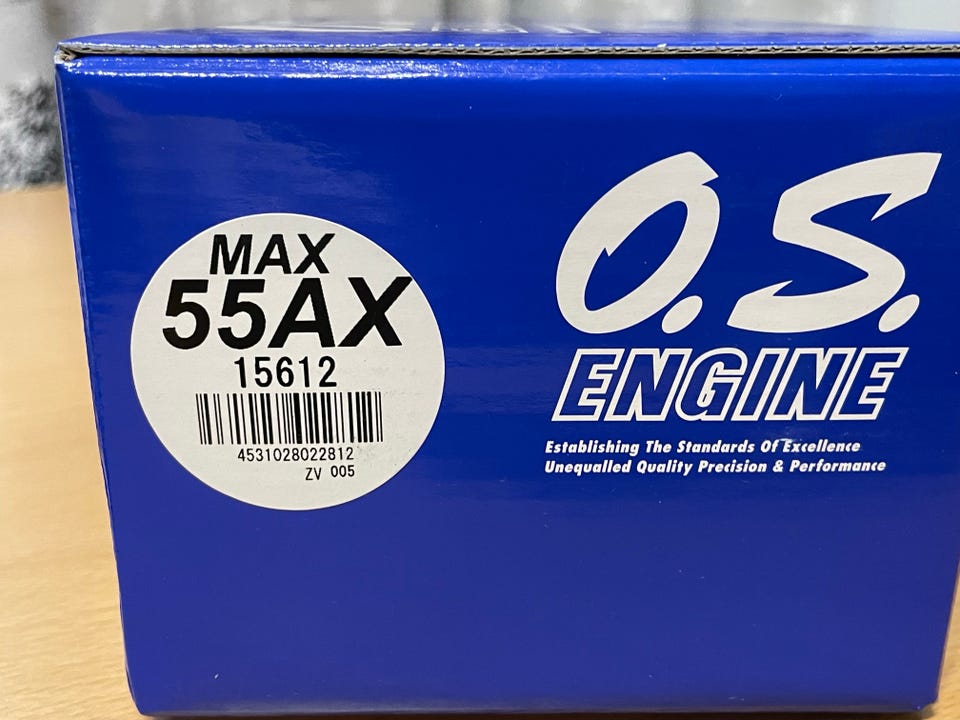 MAX
55AX
15612
4531028022812
ZV 005
O.S.
ENGINE
Establishing The Standards Of Excellence
Unequalled Quality Precision & Performance